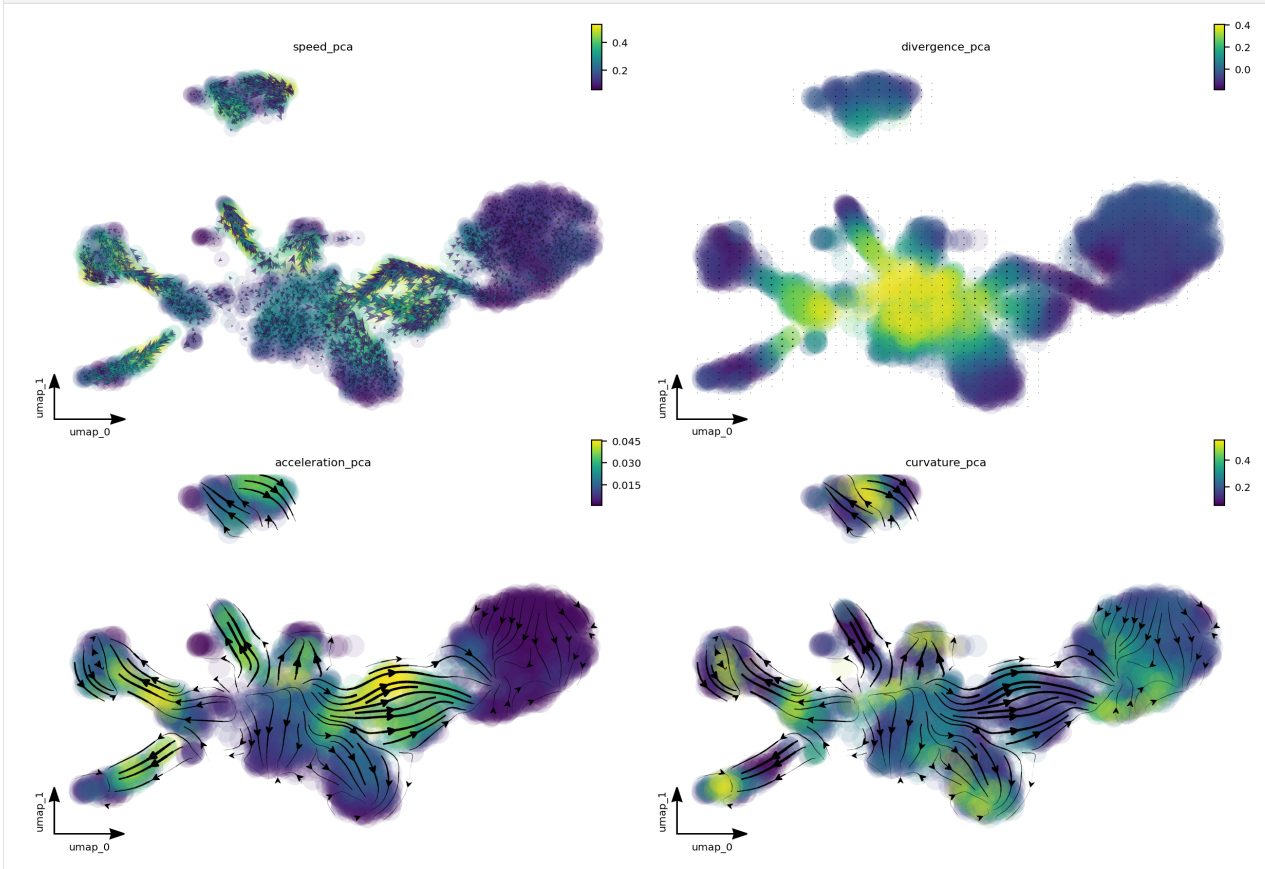 speed_pca
0.4
0.2
umap_1
umap_0
divergence_pca
0.4
0.2
0.0
umap_1
umap_0
acceleration_pca
0.045
0.030
0.015
umap_1
umap_0
curvature_pca
0.4
0.2
umap_1
umap_0